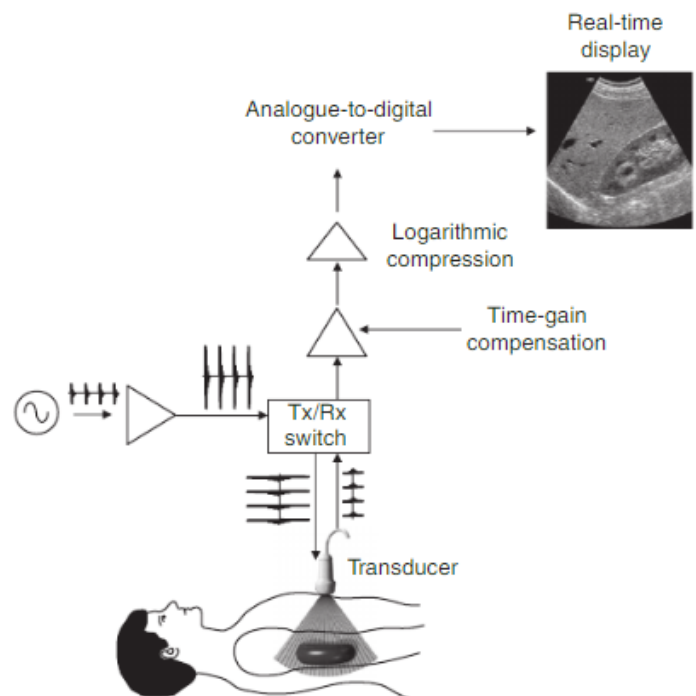 Real-time
display
Analogue-to-digital
converter
Logarithmic
compression
Time-gain
compensation
Tx/Rx
switch
Transducer